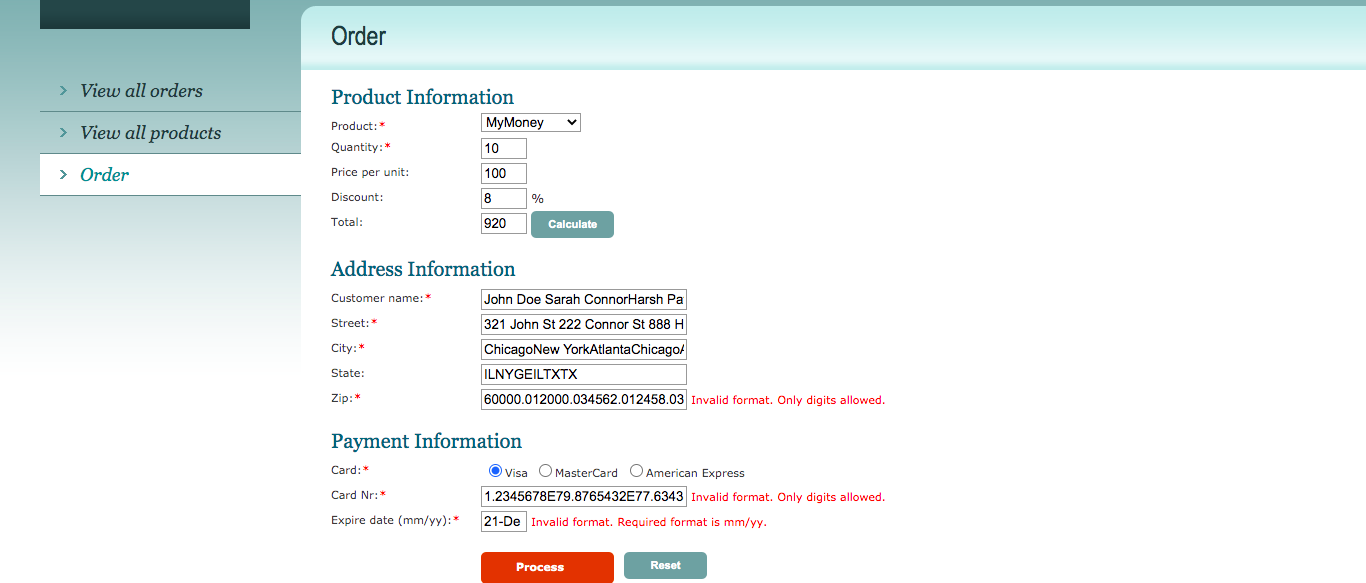 Order
View all orders
View all products
Order
Product Information
Product:* MyMoney
Quantity:* 10
Price per unit: 100
Discount: 8 %
Total: 920 Calculate
Address Information
Customer name:* John Doe Sarah ConnorHarsh Pa
Street:* 321 John St 222 Connor St 888 H
City:* ChicagoNew YorkAtlantaChicagoA
State: ILNYGEILTXTX
Zip:* 60000.012000.034562.012458.03 Invalid format. Only digits allowed.
Payment Information
Card:* Visa MasterCard American Express
Card Nr:* 1.2345678E79.8765432E77.6343 Invalid format. Only digits allowed.
Expire date (mm/yy):* 21-De Invalid format. Required format is mm/yy.
Process Reset